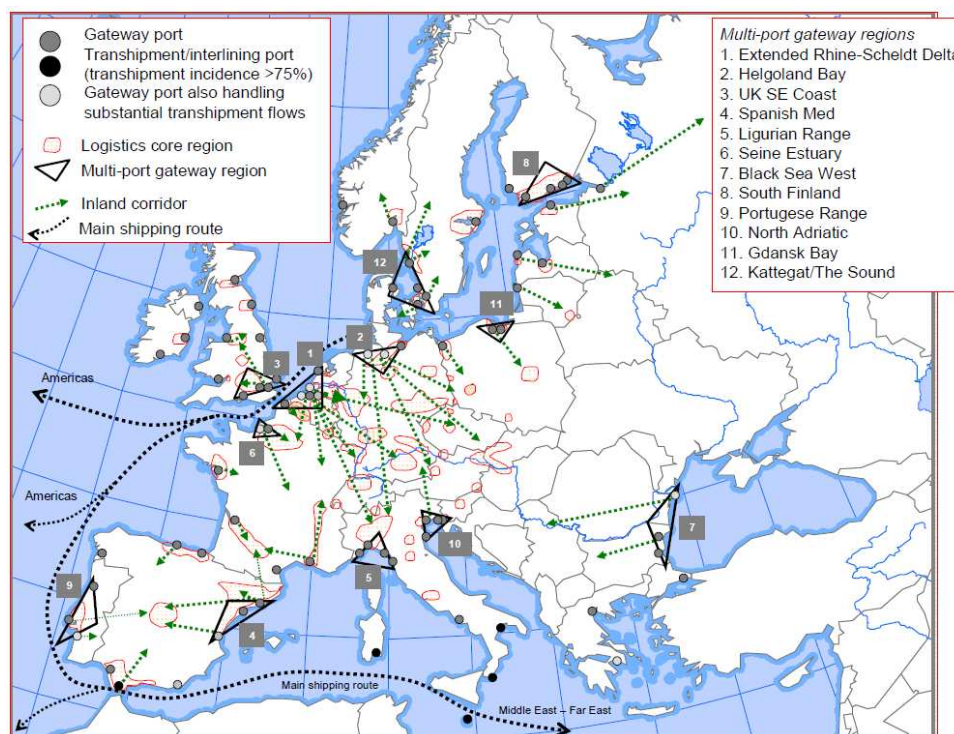 Gateway port
Transhipment/interlining port
(transhipment incidence >75%)
Gateway port also handling
substantial transhipment flows
Logistics core region
Multi-port gateway region
Inland corridor
Main shipping route
Multi-port gateway regions
1. Extended Rhine-Scheldt Delta
2. Helgoland Bay
3. UK SE Coast
4. Spanish Med
5. Ligurian Range
6. Seine Estuary
7. Black Sea West
8. South Finland
9. Portugese Range
10. North Adriatic
11. Gdansk Bay
12. Kattegat/The Sound
8
12
11
2
1
3
Americas
6
Americas
7
10
5
9
4
Main shipping route
Middle East – Far East